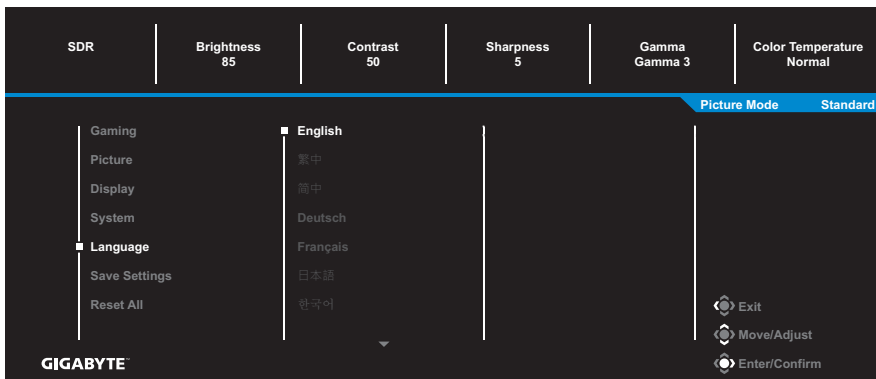 SDR
Brightness
85
Contrast
50
Sharpness
5
Gamma
Gamma 3
Color Temperature
Normal
Picture Mode Standard
Gaming
Picture
Display
System
Language
Save Settings
Reset All
English
繁中
简中
Deutsch
Français
日本語
한국어
Exit
Move/Adjust
Enter/Confirm
GIGABYTE™